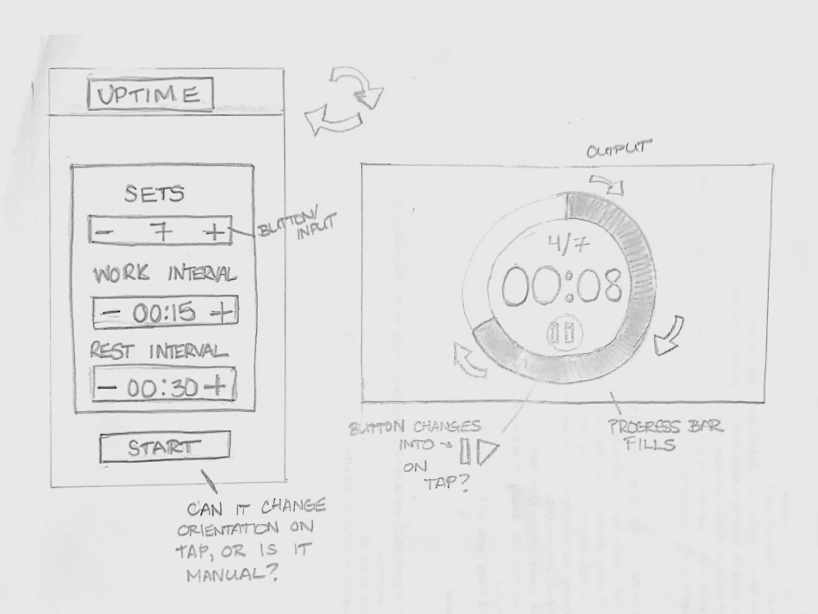 UPTIME
SETS
- 7 +
BUTTON/
INPUT
WORK INTERVAL
- 00:15 +
REST INTERVAL
- 00:30 +
START
CAN IT CHANGE
ORIENTATION ON
TAP, OR IS IT
MANUAL?
OUTPUT
4/7
00:08
BUTTON CHANGES
INTO
ON
TAP?
PROGRESS BAR
FILLS